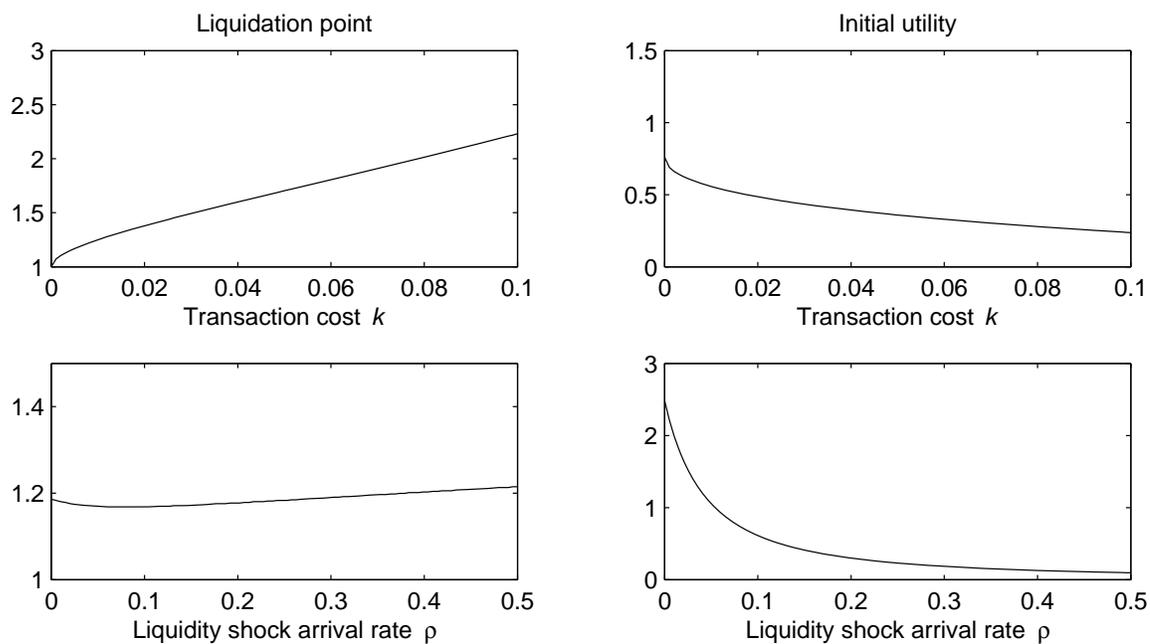 Liquidation point
3
2.5
2
1.5
1
0 0.02 0.04 0.06 0.08 0.1
Transaction cost k
Initial utility
1.5
1
0.5
0
0 0.02 0.04 0.06 0.08 0.1
Transaction cost k
1.4
1.2
1
0 0.1 0.2 0.3 0.4 0.5
Liquidity shock arrival rate ρ
3
2
1
0
0 0.1 0.2 0.3 0.4 0.5
Liquidity shock arrival rate ρ